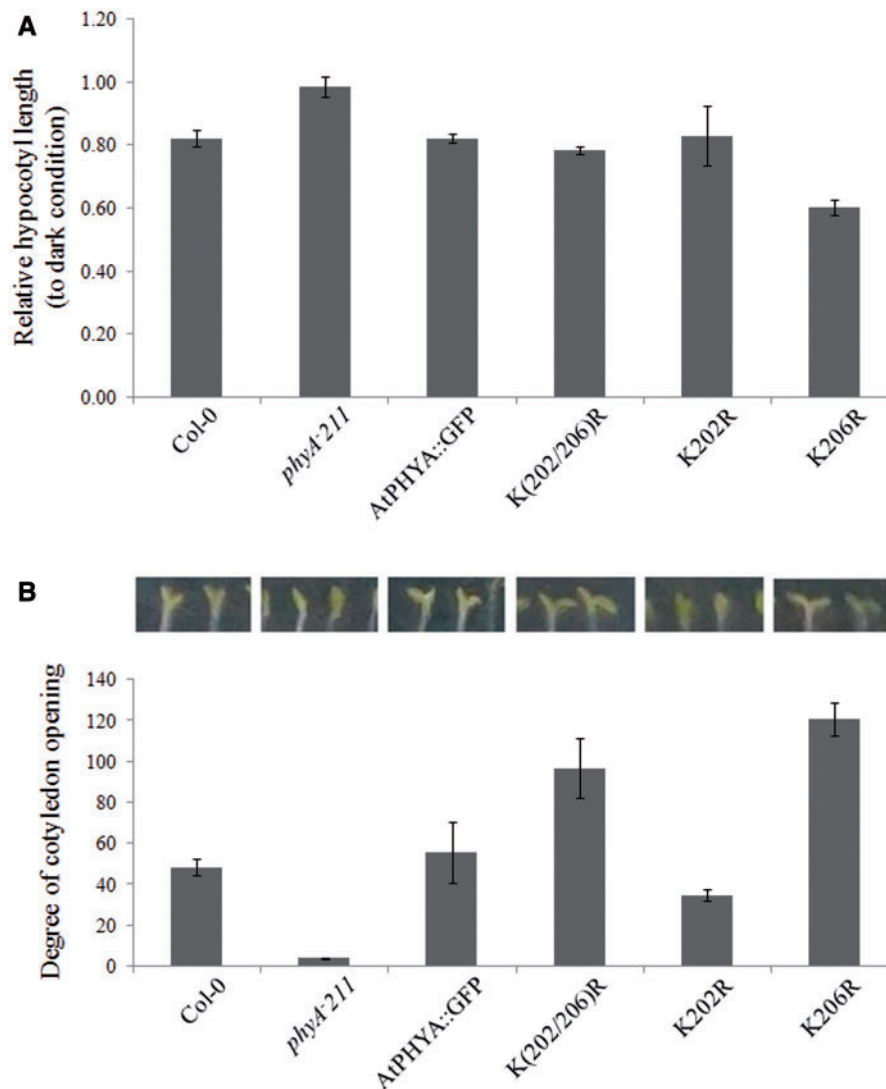 A
Relative hypocotyl length
(to dark condition)
1.20
1.00
0.80
0.60
0.40
0.20
0.00
Col-0
phyA-211
AtPHYA::GFP
K(202/206)R
K202R
K206R
B
Degree of cotyledon opening
140
120
100
80
60
40
20
0
Col-0
phyA-211
AtPHYA::GFP
K(202/206)R
K202R
K206R